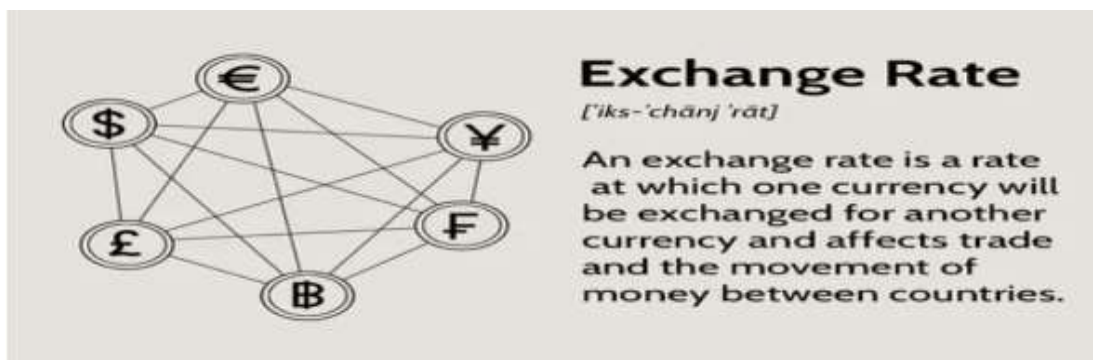 €
$
¥
£
₣
฿
Exchange Rate
['iks-'chānj 'rāt]
An exchange rate is a rate
at which one currency will
be exchanged for another
currency and affects trade
and the movement of
money between countries.